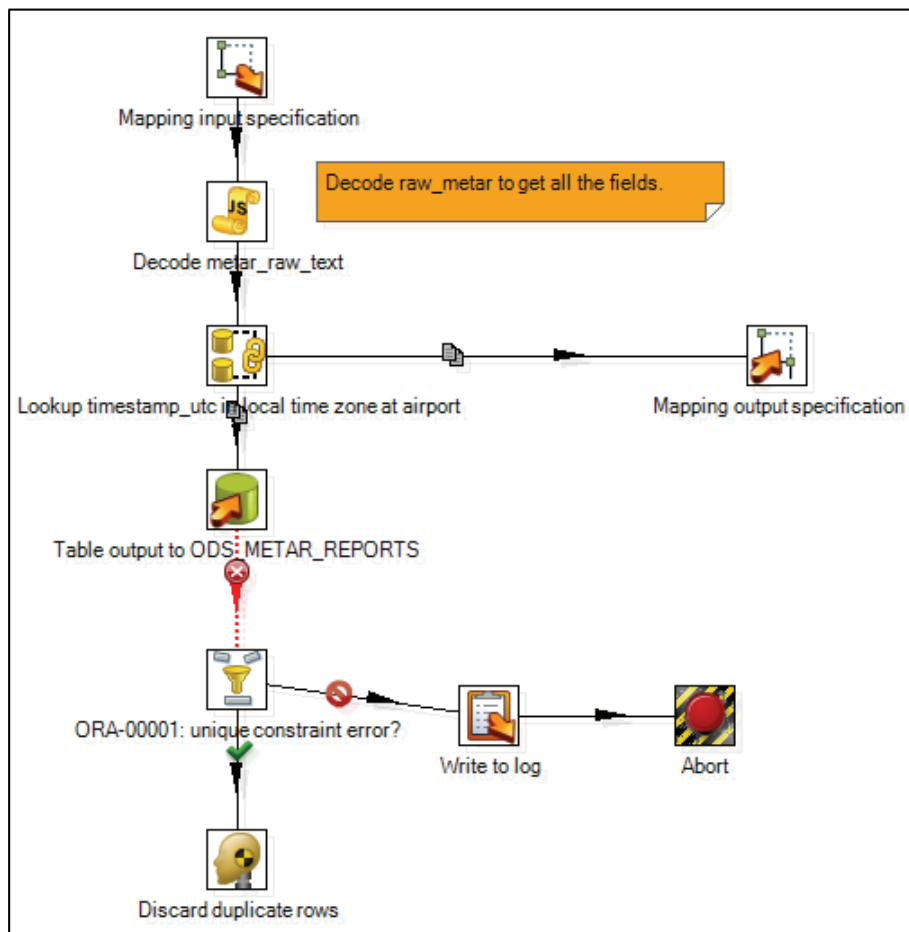 Mapping input specification
Decode raw_metar to get all the fields.
JS
Decode metar_raw_text
Lookup timestamp_utc in local time zone at airport
Mapping output specification
Table output to ODS_METAR_REPORTS
ORA-00001: unique constraint error?
Write to log
Abort
Discard duplicate rows